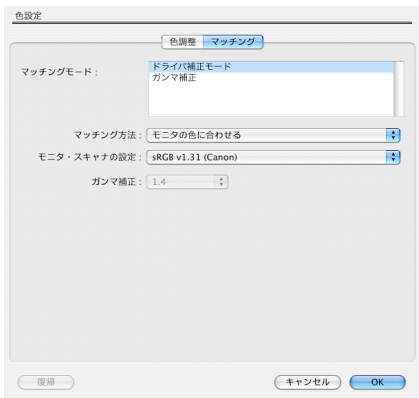 色設定
色調整 マッチング
マッチングモード： ドライバ補正モード
ガンマ補正
マッチング方法： モニタの色に合わせる
モニタ・スキャナの設定： sRGB v1.31 (Canon)
ガンマ補正： 1.4
復帰 キャンセル OK